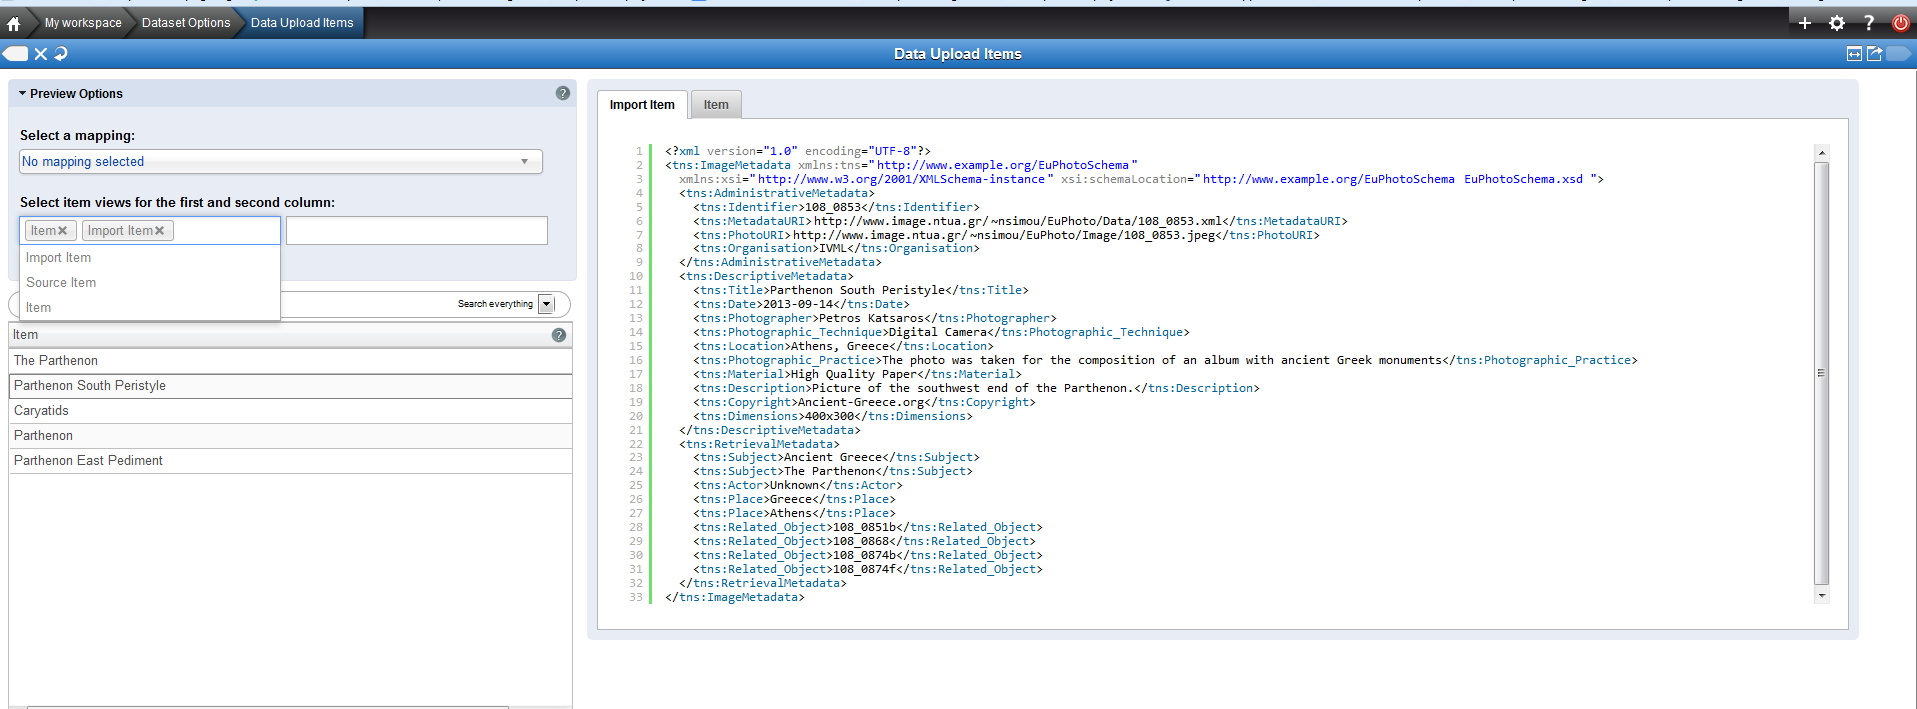 My workspace
Dataset Options
Data Upload Items
+
?
Data Upload Items
Preview Options
?
Select a mapping:
No mapping selected
Select item views for the first and second column:
Item
Import Item
Import Item
Source Item
Item
Search everything
Item
?
The Parthenon
Parthenon South Peristyle
Caryatids
Parthenon
Parthenon East Pediment
Import Item
Item
1 <?xml version="1.0" encoding="UTF-8"?>
2 <tns:ImageMetadata xmlns:tns="http://www.example.org/EuPhotoSchema"
3 xmlns:xsi="http://www.w3.org/2001/XMLSchema-instance" xsi:schemaLocation="http://www.example.org/EuPhotoSchema EuPhotoSchema.xsd ">
4 <tns:AdministrativeMetadata>
5 <tns:Identifier>108_0853</tns:Identifier>
6 <tns:MetadataURI>http://www.image.ntua.gr/~nsimou/EuPhoto/Data/108_0853.xml</tns:MetadataURI>
7 <tns:PhotoURI>http://www.image.ntua.gr/~nsimou/EuPhoto/Image/108_0853.jpeg</tns:PhotoURI>
8 <tns:Organisation>IVML</tns:Organisation>
9 </tns:AdministrativeMetadata>
10 <tns:DescriptiveMetadata>
11 <tns:Title>Parthenon South Peristyle</tns:Title>
12 <tns:Date>2013-09-14</tns:Date>
13 <tns:Photographer>Petros Katsaros</tns:Photographer>
14 <tns:Photographic_Technique>Digital Camera</tns:Photographic_Technique>
15 <tns:Location>Athens, Greece</tns:Location>
16 <tns:Photographic_Practice>The photo was taken for the composition of an album with ancient Greek monuments</tns:Photographic_Practice>
17 <tns:Material>High Quality Paper</tns:Material>
18 <tns:Description>Picture of the southwest end of the Parthenon.</tns:Description>
19 <tns:Copyright>Ancient-Greece.org</tns:Copyright>
20 <tns:Dimensions>400x300</tns:Dimensions>
21 </tns:DescriptiveMetadata>
22 <tns:RetrievalMetadata>
23 <tns:Subject>Ancient Greece</tns:Subject>
24 <tns:Subject>The Parthenon</tns:Subject>
25 <tns:Actor>Unknown</tns:Actor>
26 <tns:Place>Greece</tns:Place>
27 <tns:Place>Athens</tns:Place>
28 <tns:Related_Object>108_0851b</tns:Related_Object>
29 <tns:Related_Object>108_0868</tns:Related_Object>
30 <tns:Related_Object>108_0874b</tns:Related_Object>
31 <tns:Related_Object>108_0874f</tns:Related_Object>
32 </tns:RetrievalMetadata>
33 </tns:ImageMetadata>